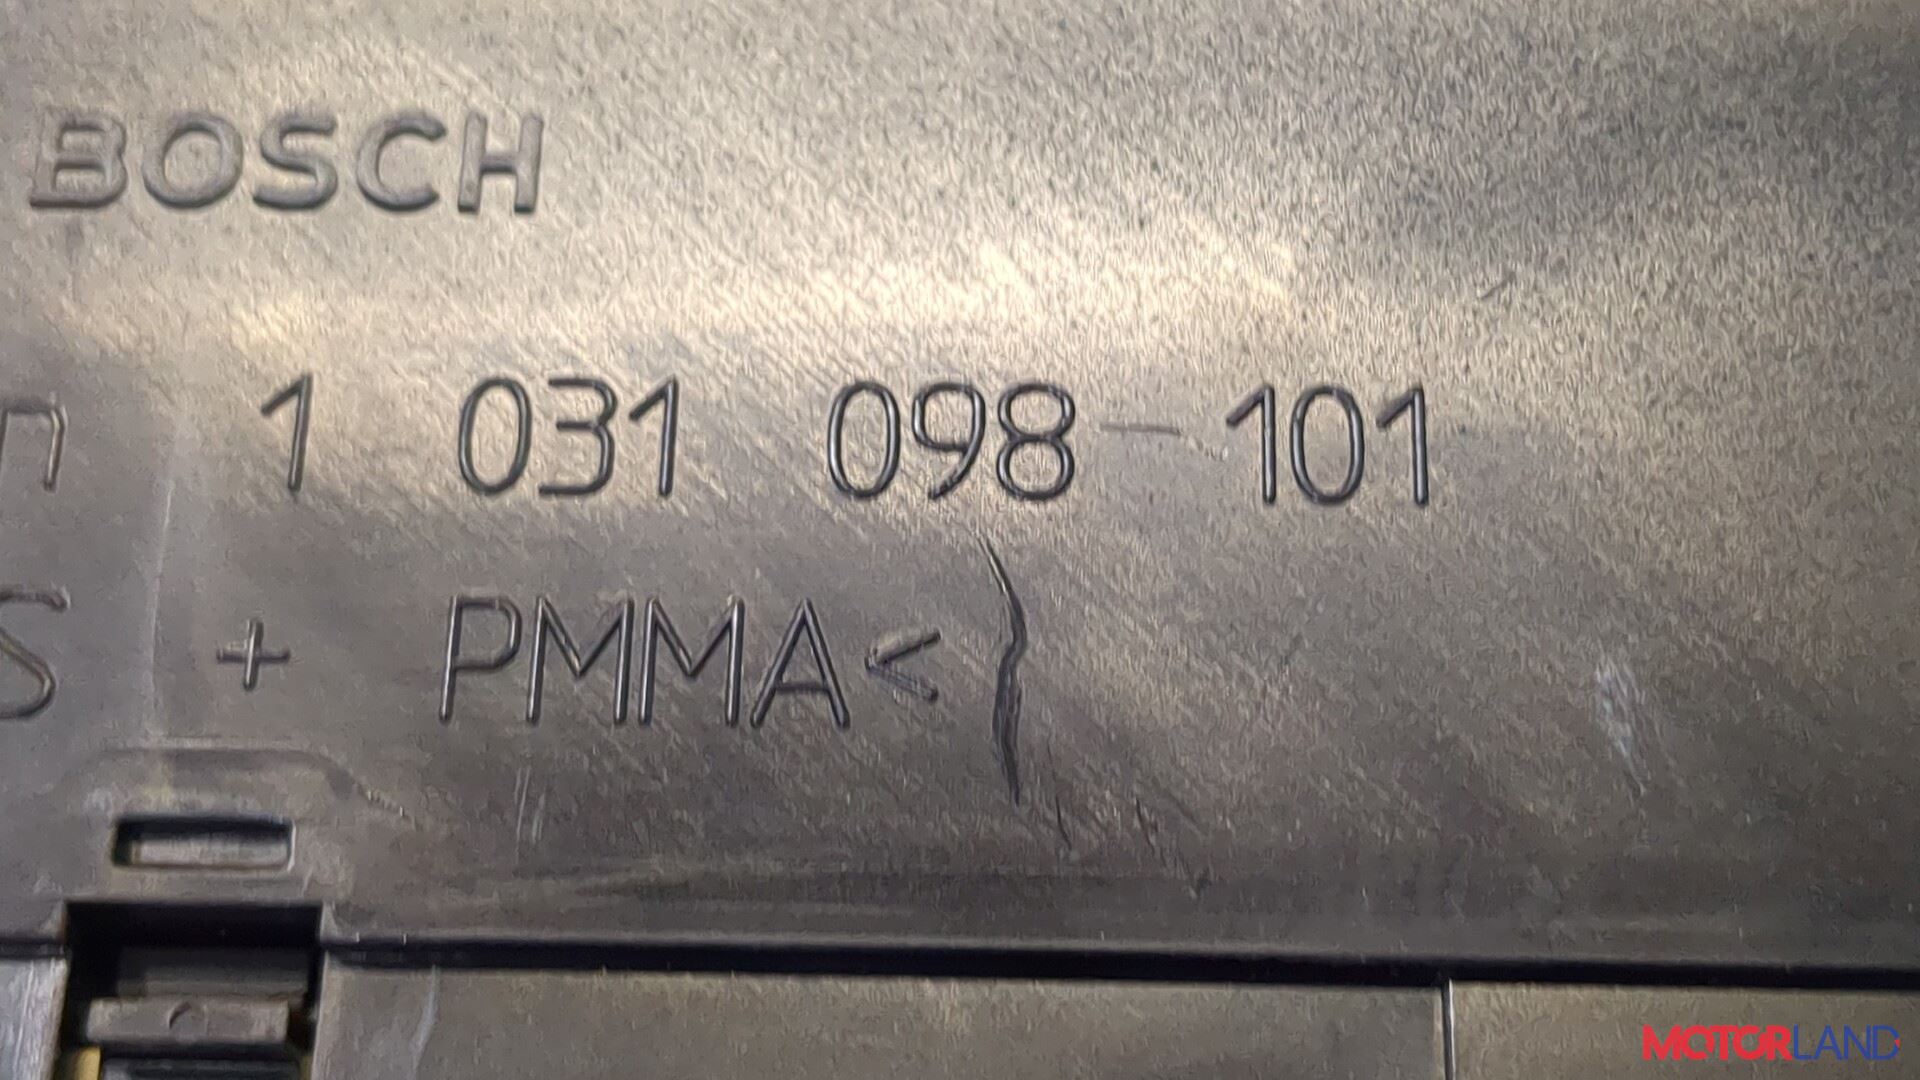 BOSCH
n 1 031 098-101
S + PMMA<
MOTORLAND